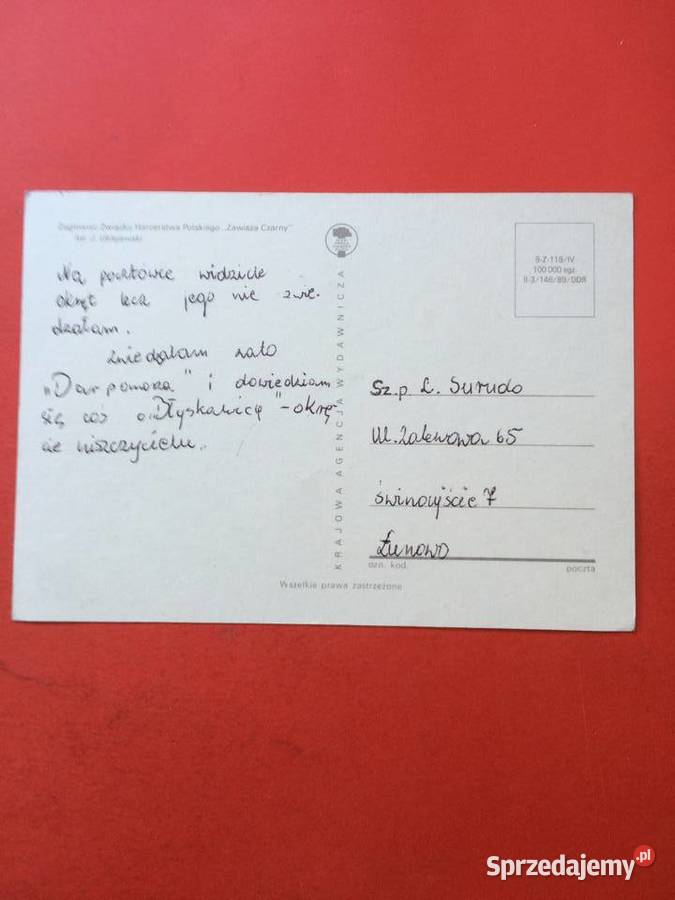 Żaglowiec Związku Harcerstwa Polskiego „Zawisza Czarny"
fot. J. Uklejewski
Na pocztówce widzicie
okręt lecz jego nie zwie-
dzałam.
Zwiedzałam zato
„Dar pomorza" i dowiedziałam
się coś o „Błyskawicy" - okrę-
cie niszczycielu.
KRAJOWA AGENCJA WYDAWNICZA
8-Z-118/IV
100 000 egz.
II-3/146/89/DDR
Sz.p Ł. Surudo
Ul. Zalewowa 65
Świnoujście 7
Łunowo
ozn. kod.
poczta
Wszelkie prawa zastrzeżone
Sprzedajemy.pl